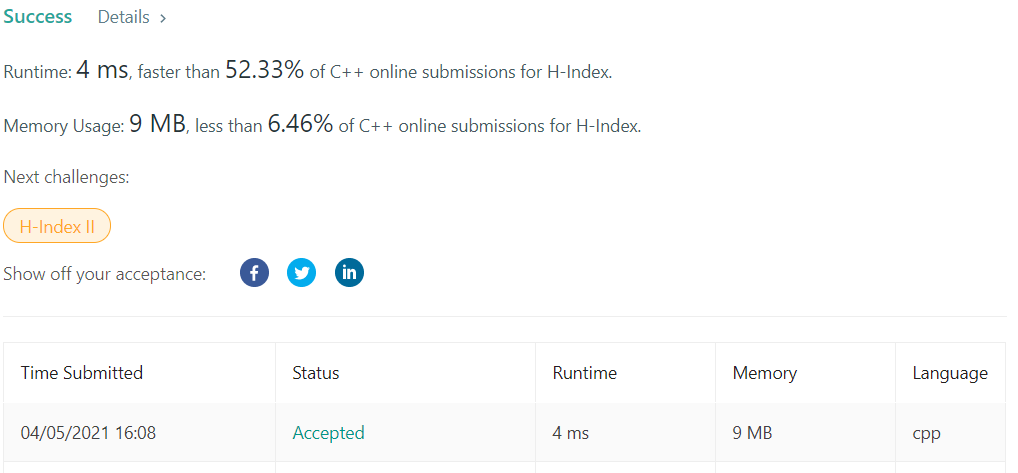 Success Details >
Runtime: 4 ms, faster than 52.33% of C++ online submissions for H-Index.
Memory Usage: 9 MB, less than 6.46% of C++ online submissions for H-Index.
Next challenges:
H-Index II
Show off your acceptance:
Time Submitted Status Runtime Memory Language
04/05/2021 16:08 Accepted 4 ms 9 MB cpp